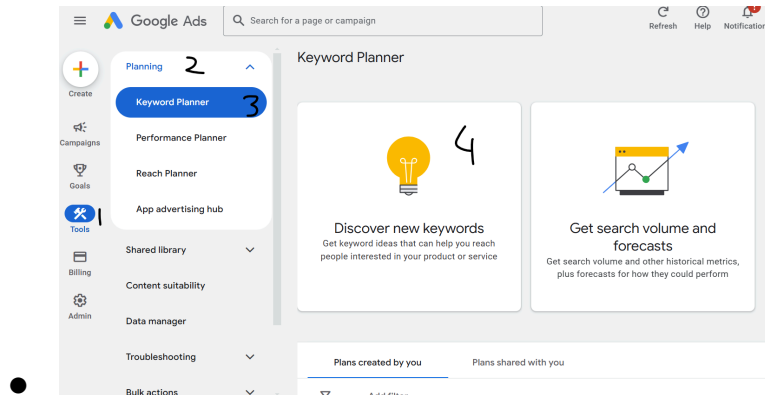 Google Ads
Search for a page or campaign
Refresh
Help
Notification
Create
Campaigns
Goals
Tools
1
Billing
Admin
Planning 2
Keyword Planner 3
Performance Planner
Reach Planner
App advertising hub
Shared library
Content suitability
Data manager
Troubleshooting
Bulk actions
Keyword Planner
4
Discover new keywords
Get keyword ideas that can help you reach
people interested in your product or service
Get search volume and
forecasts
Get search volume and other historical metrics,
plus forecasts for how they could perform
Plans created by you
Plans shared with you
Add filter